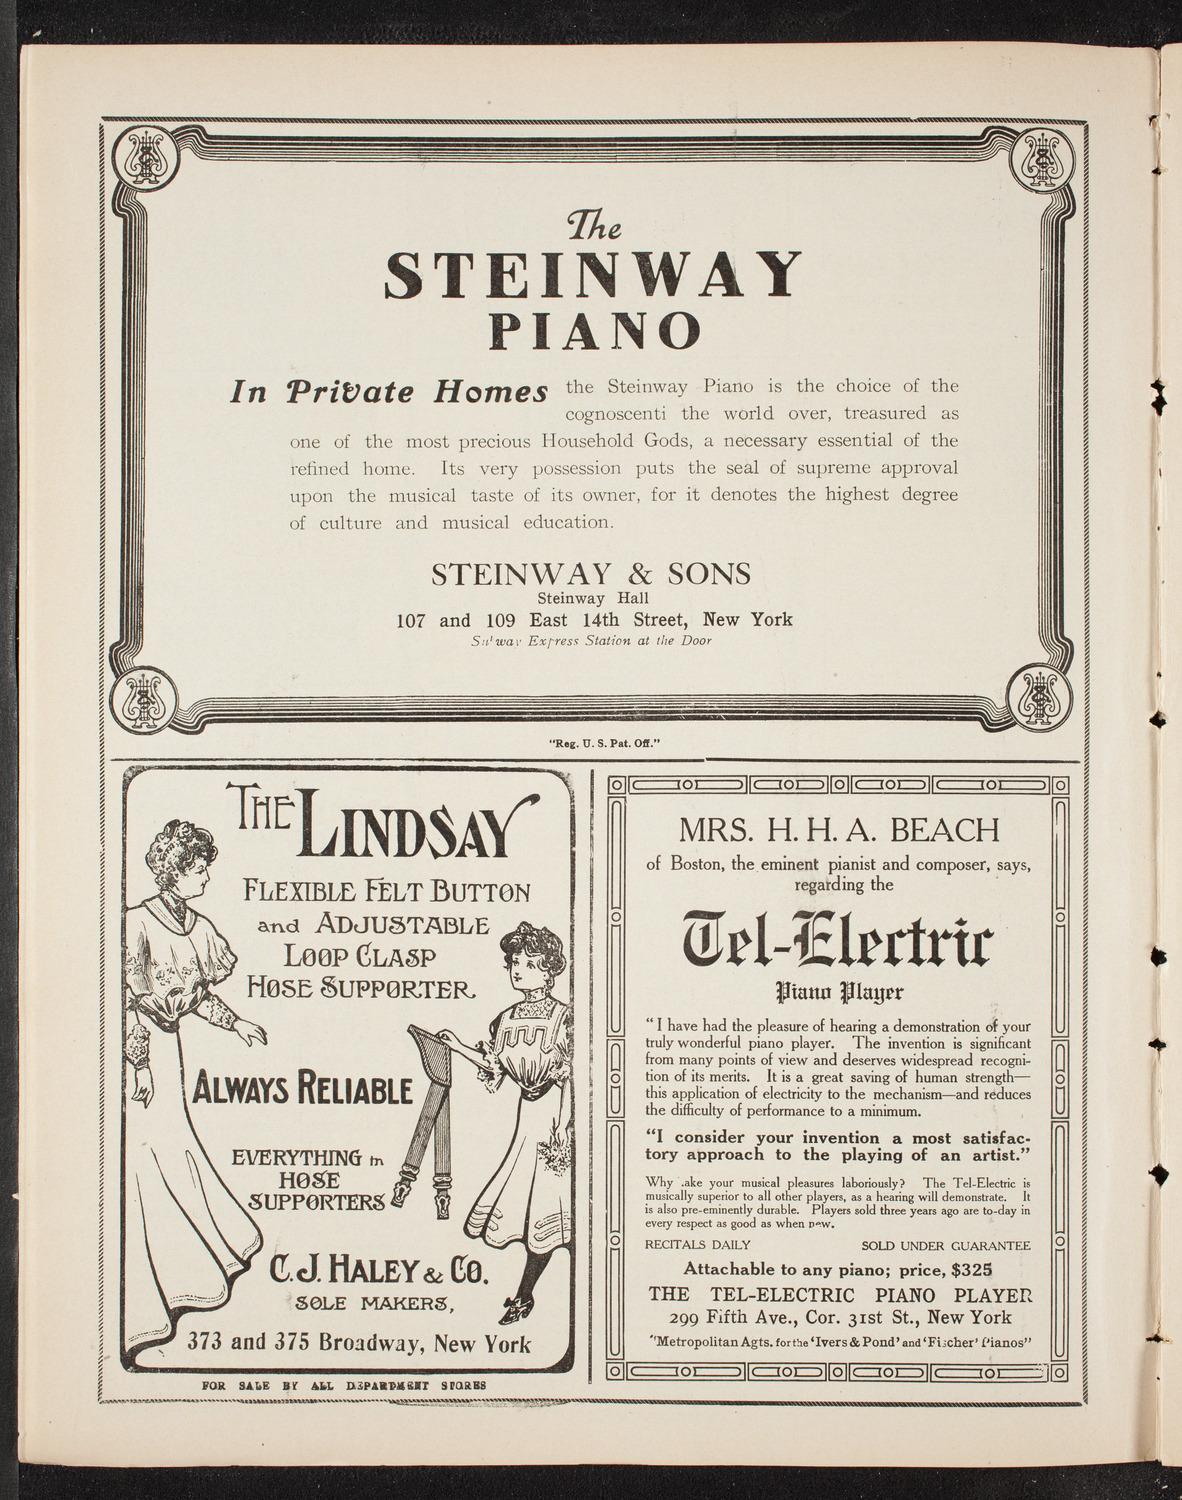 The
STEINWAY
PIANO
In Private Homes the Steinway Piano is the choice of the
cognoscenti the world over, treasured as
one of the most precious Household Gods, a necessary essential of the
refined home. Its very possession puts the seal of supreme approval
upon the musical taste of its owner, for it denotes the highest degree
of culture and musical education.
STEINWAY & SONS
Steinway Hall
107 and 109 East 14th Street, New York
Subway Express Station at the Door
"Reg. U. S. Pat. Off."
THE LINDSAY
FLEXIBLE FELT BUTTON
and ADJUSTABLE
LOOP CLASP
HOSE SUPPORTER.
ALWAYS RELIABLE
EVERYTHING in
HOSE
SUPPORTERS
C. J. HALEY & CO.
SOLE MAKERS,
373 and 375 Broadway, New York
FOR SALE BY ALL DEPARTMENT STORES
MRS. H. H. A. BEACH
of Boston, the eminent pianist and composer, says,
regarding the
Tel-Electric
Piano Player
"I have had the pleasure of hearing a demonstration of your
truly wonderful piano player. The invention is significant
from many points of view and deserves widespread recogni-
tion of its merits. It is a great saving of human strength—
this application of electricity to the mechanism—and reduces
the difficulty of performance to a minimum.
"I consider your invention a most satisfac-
tory approach to the playing of an artist."
Why ake your musical pleasures laboriously? The Tel-Electric is
musically superior to all other players, as a hearing will demonstrate. It
is also pre-eminently durable. Players sold three years ago are to-day in
every respect as good as when new.
RECITALS DAILY SOLD UNDER GUARANTEE
Attachable to any piano; price, $325
THE TEL-ELECTRIC PIANO PLAYER
299 Fifth Ave., Cor. 31st St., New York
"Metropolitan Agts. for the 'Ivers & Pond' and 'Fischer' Pianos"